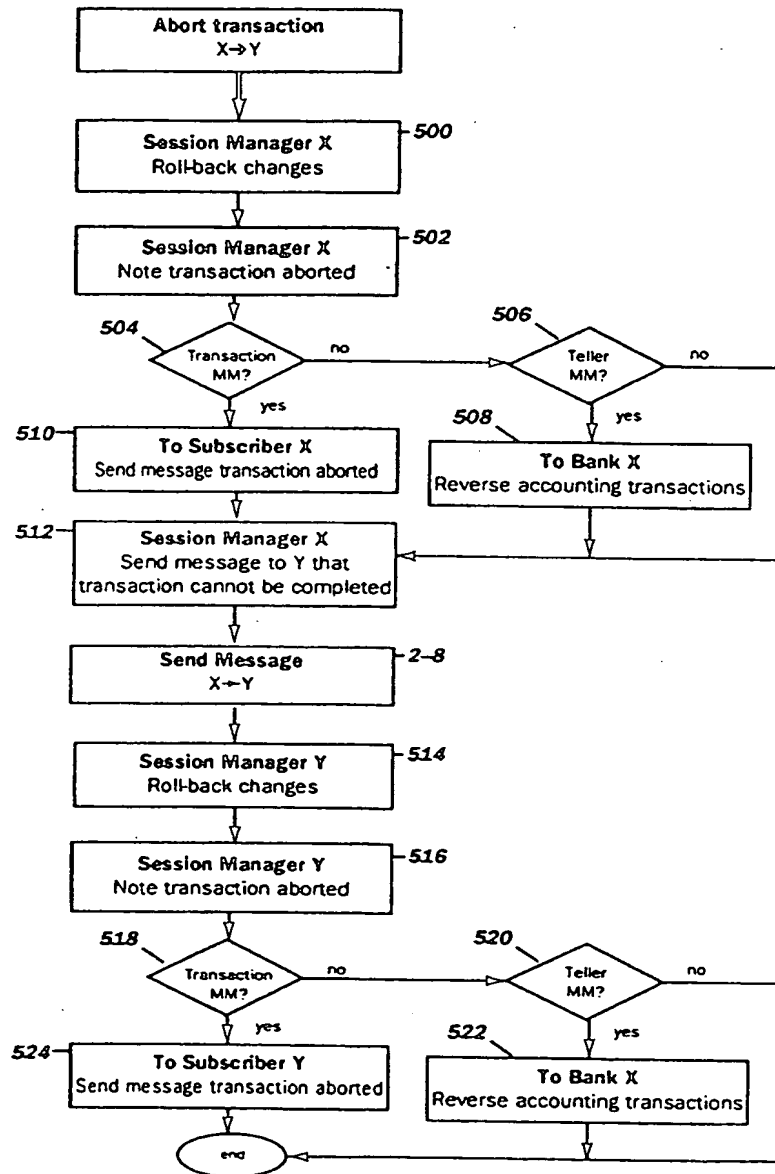 Abort transaction
X→Y
500
Session Manager X
Roll-back changes
502
Session Manager X
Note transaction aborted
504
Transaction
MM?
no
yes
506
Teller
MM?
no
yes
510
To Subscriber X
Send message transaction aborted
508
To Bank X
Reverse accounting transactions
512
Session Manager X
Send message to Y that
transaction cannot be completed
2-8
Send Message
X→Y
514
Session Manager Y
Roll-back changes
516
Session Manager Y
Note transaction aborted
518
Transaction
MM?
no
yes
520
Teller
MM?
no
yes
524
To Subscriber Y
Send message transaction aborted
522
To Bank X
Reverse accounting transactions
end